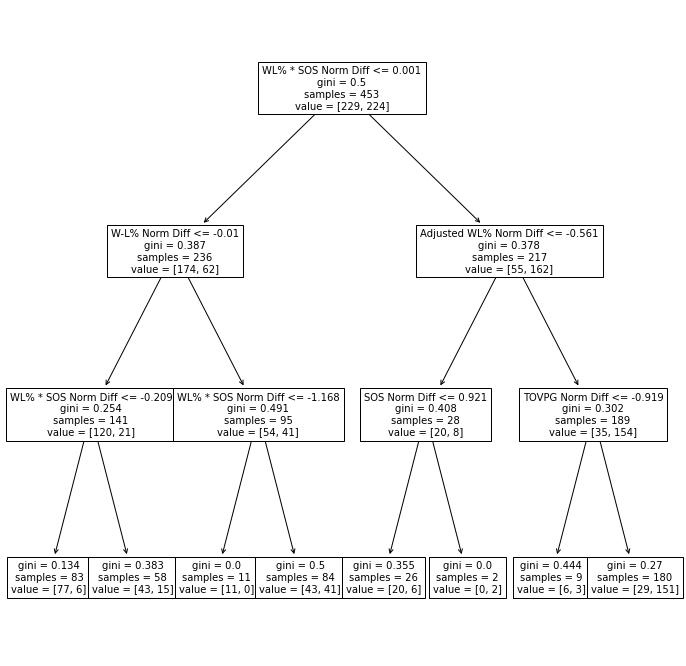 WL% * SOS Norm Diff <= 0.001
gini = 0.5
samples = 453
value = [229, 224]
W-L% Norm Diff <= -0.01
gini = 0.387
samples = 236
value = [174, 62]
Adjusted WL% Norm Diff <= -0.561
gini = 0.378
samples = 217
value = [55, 162]
WL% * SOS Norm Diff <= -0.209
gini = 0.254
samples = 141
value = [120, 21]
WL% * SOS Norm Diff <= -1.168
gini = 0.491
samples = 95
value = [54, 41]
SOS Norm Diff <= 0.921
gini = 0.408
samples = 28
value = [20, 8]
TOVPG Norm Diff <= -0.919
gini = 0.302
samples = 189
value = [35, 154]
gini = 0.134
samples = 83
value = [77, 6]
gini = 0.383
samples = 58
value = [43, 15]
gini = 0.0
samples = 11
value = [11, 0]
gini = 0.5
samples = 84
value = [43, 41]
gini = 0.355
samples = 26
value = [20, 6]
gini = 0.0
samples = 2
value = [0, 2]
gini = 0.444
samples = 9
value = [6, 3]
gini = 0.27
samples = 180
value = [29, 151]